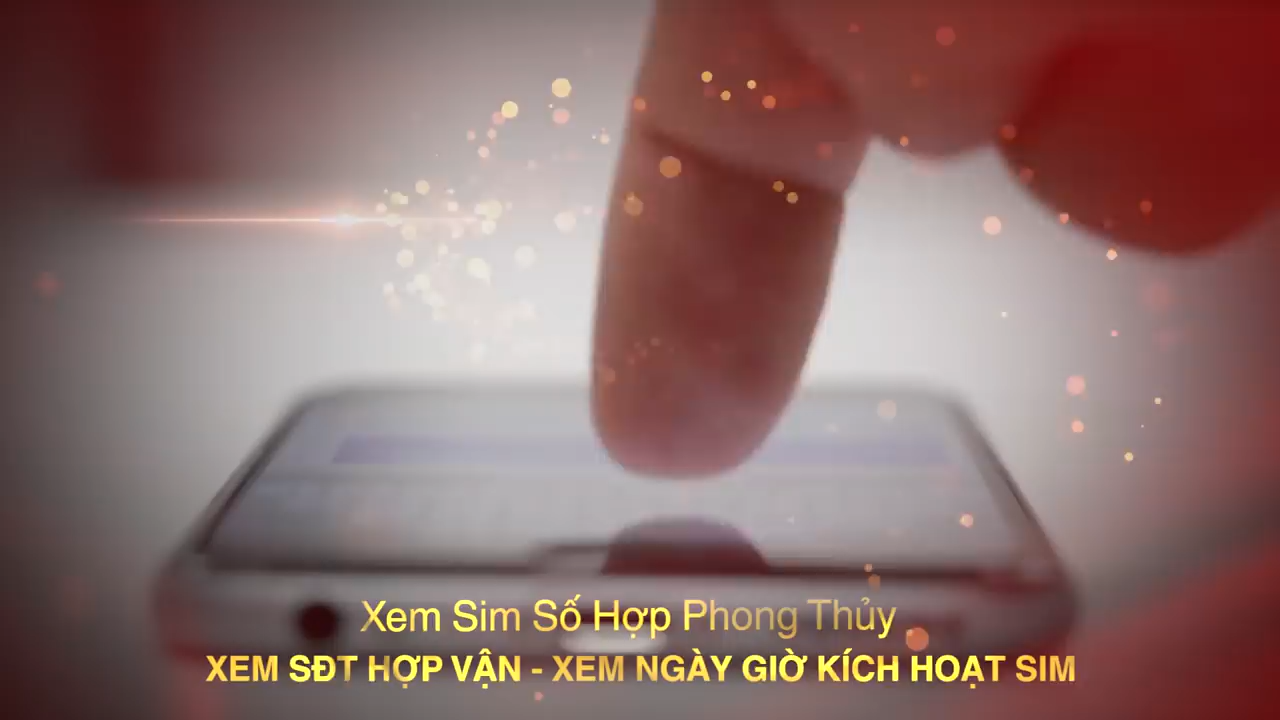 Xem Sim Số Hợp Phong Thủy
XEM SĐT HỢP VẬN - XEM NGÀY GIỜ KÍCH HOẠT SIM